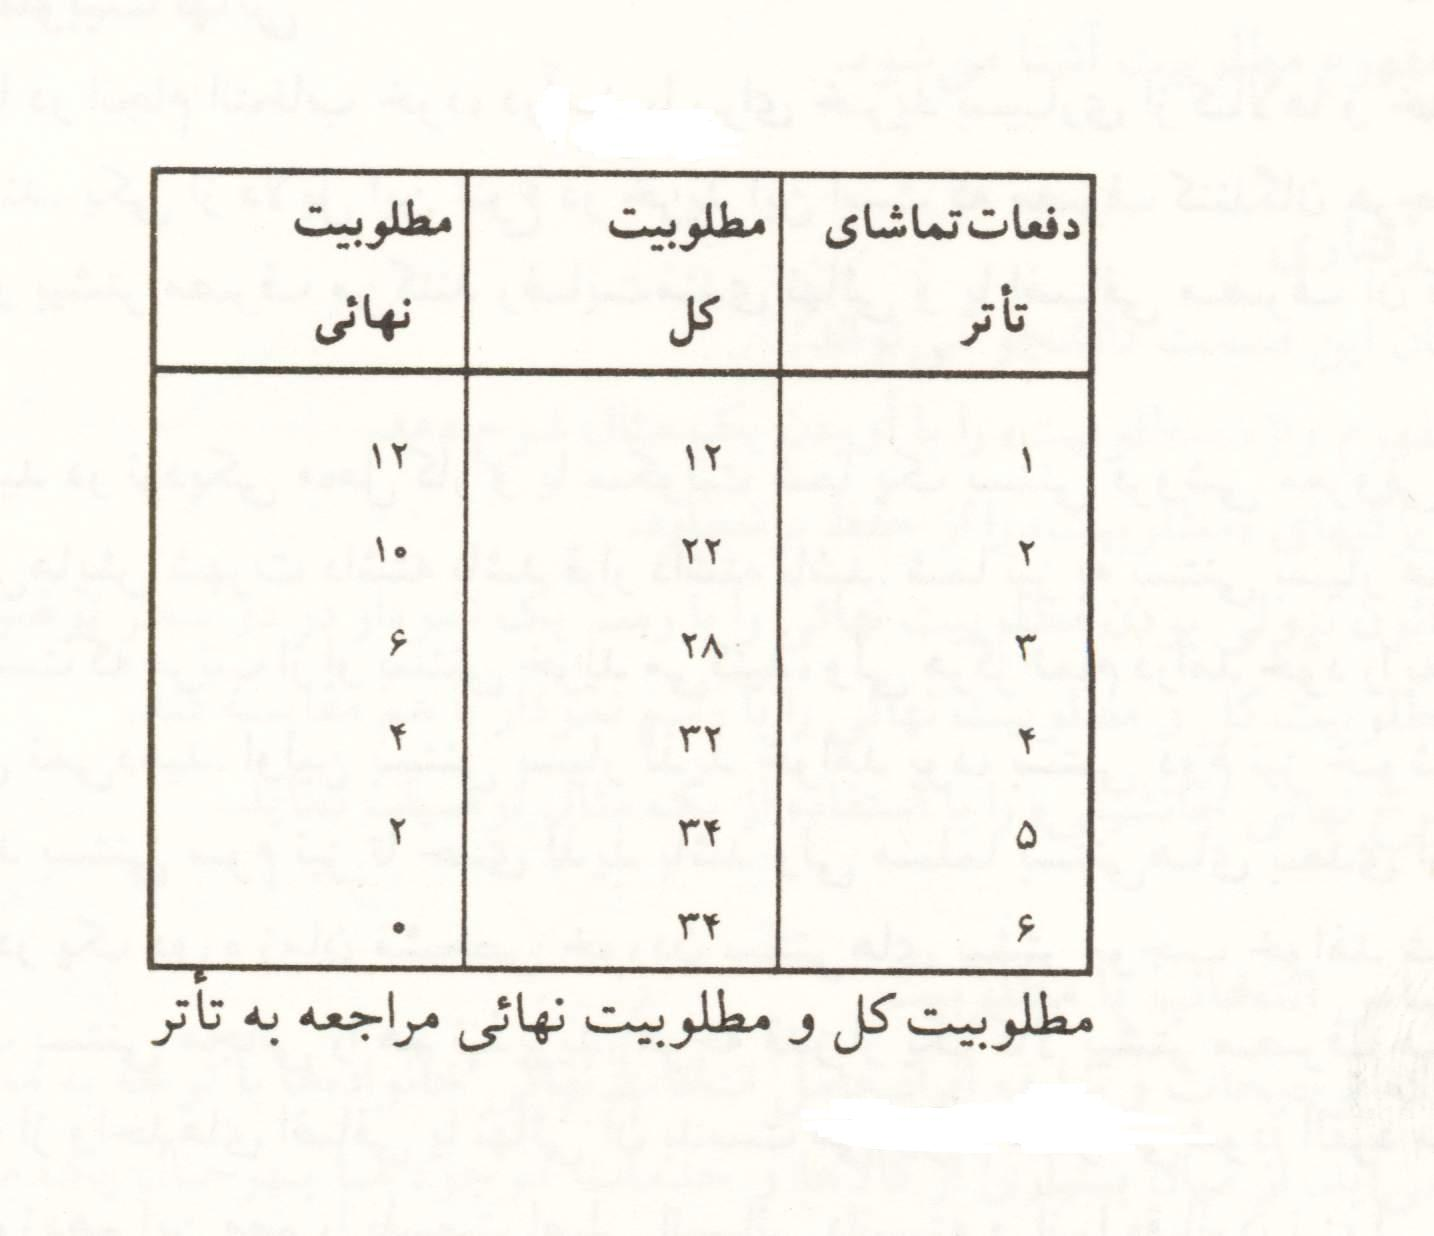 دفعات تماشای تأتر	مطلوبیت کل	مطلوبیت نهائی
۱	۱۲	۱۲
۲	۲۲	۱۰
۳	۲۸	۶
۴	۳۲	۴
۵	۳۴	۲
۶	۳۴	۰
مطلوبیت کل و مطلوبیت نهائی مراجعه به تأتر